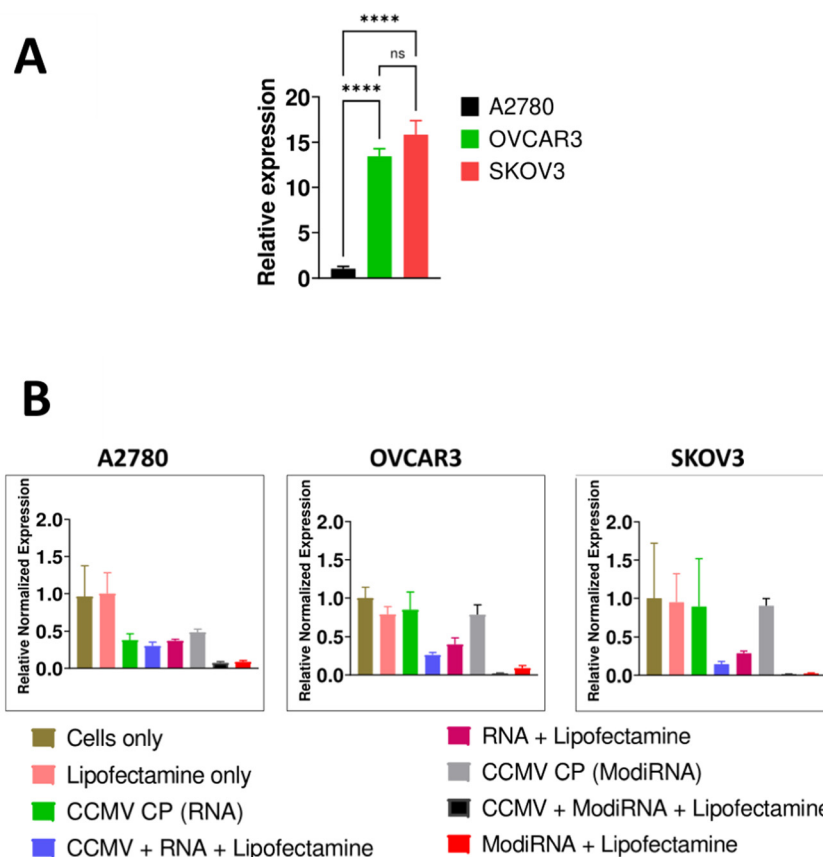 A
****
ns
****
Relative expression
20
15
10
5
0
A2780
OVCAR3
SKOV3
B
A2780
OVCAR3
SKOV3
Relative Normalized Expression
2.0
1.5
1.0
0.5
0.0
Relative Normalized Expression
2.0
1.5
1.0
0.5
0.0
Relative Normalized Expression
2.0
1.5
1.0
0.5
0.0
Cells only
Lipofectamine only
CCMV CP (RNA)
CCMV + RNA + Lipofectamine
RNA + Lipofectamine
CCMV CP (ModiRNA)
CCMV + ModiRNA + Lipofectamine
ModiRNA + Lipofectamine